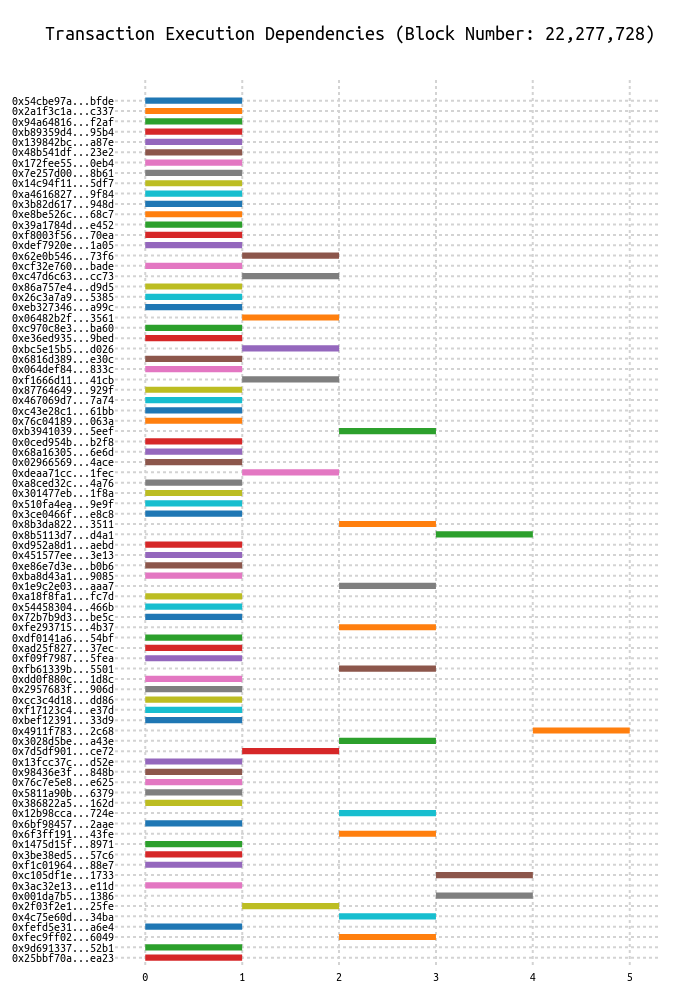 Transaction Execution Dependencies (Block Number: 22,277,728)
0x54cbe97a...bfde
0x2a1f3c1a...c337
0x94a64816...f2af
0xb89359d4...95b4
0x139842bc...a87e
0x48b541df...23e2
0x172fee55...0eb4
0x7e257d00...8b61
0x14c94f11...5df7
0xa4616827...9f84
0x3b82d617...948d
0xe8be526c...68c7
0x39a1784d...e452
0xf8003f56...70ea
0xdef7920e...1a05
0x62e0b546...73f6
0xcf32e760...bade
0xc47d6c63...cc73
0x86a757e4...d9d5
0x26c3a7a9...5385
0xeb327346...a99c
0x06482b2f...3561
0xc970c8e3...ba60
0xe36ed935...9bed
0xbc5e15b5...d026
0x6816d389...e30c
0x064def84...833c
0xf1666d11...41cb
0x87764649...929f
0x467069d7...7a74
0xc43e28c1...61bb
0x76c04189...063a
0xb3941039...5eef
0x0ced954b...b2f8
0x68a16305...6e6d
0x02966569...4ace
0xdeaa71cc...1fec
0xa8ced32c...4a76
0x301477eb...1f8a
0x510fa4ea...9e9f
0x3ce0466f...e8c8
0x8b3da822...3511
0x8b5113d7...d4a1
0xd952a8d1...aebd
0x451577ee...3e13
0xe86e7d3e...b0b6
0xba8d43a1...9085
0x1e9c2e03...aaa7
0xa18f8fa1...fc7d
0x54458304...466b
0x72b7b9d3...be5c
0xfe293715...4b37
0xdf0141a6...54bf
0xad25f827...37ec
0xf09f7987...5fea
0xfb61339b...5501
0xdd0f880c...1d8c
0x2957683f...906d
0xcc3c4d18...dd86
0xf17123c4...e37d
0xbef12391...33d9
0x4911f783...2c68
0x3028d5be...a43e
0x7d5df901...ce72
0x13fcc37c...d52e
0x98436e3f...848b
0x76c7e5e8...e625
0x5811a90b...6379
0x386822a5...162d
0x12b98cca...724e
0x6bf98457...2aae
0x6f3ff191...43fe
0x1475d15f...8971
0x3be38ed5...57c6
0xf1c01964...88e7
0xc105df1e...1733
0x3ac32e13...e11d
0x001da7b5...1386
0x2f03f2e1...25fe
0x4c75e60d...34ba
0xfefd5e31...a6e4
0xfec9ff02...6049
0x9d691337...52b1
0x25bbf70a...ea23
0 1 2 3 4 5